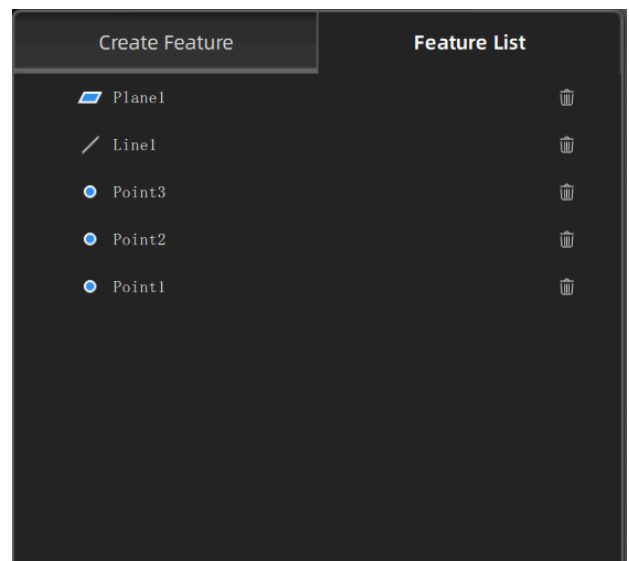 Create Feature
Feature List
Plane1
Line1
Point3
Point2
Point1